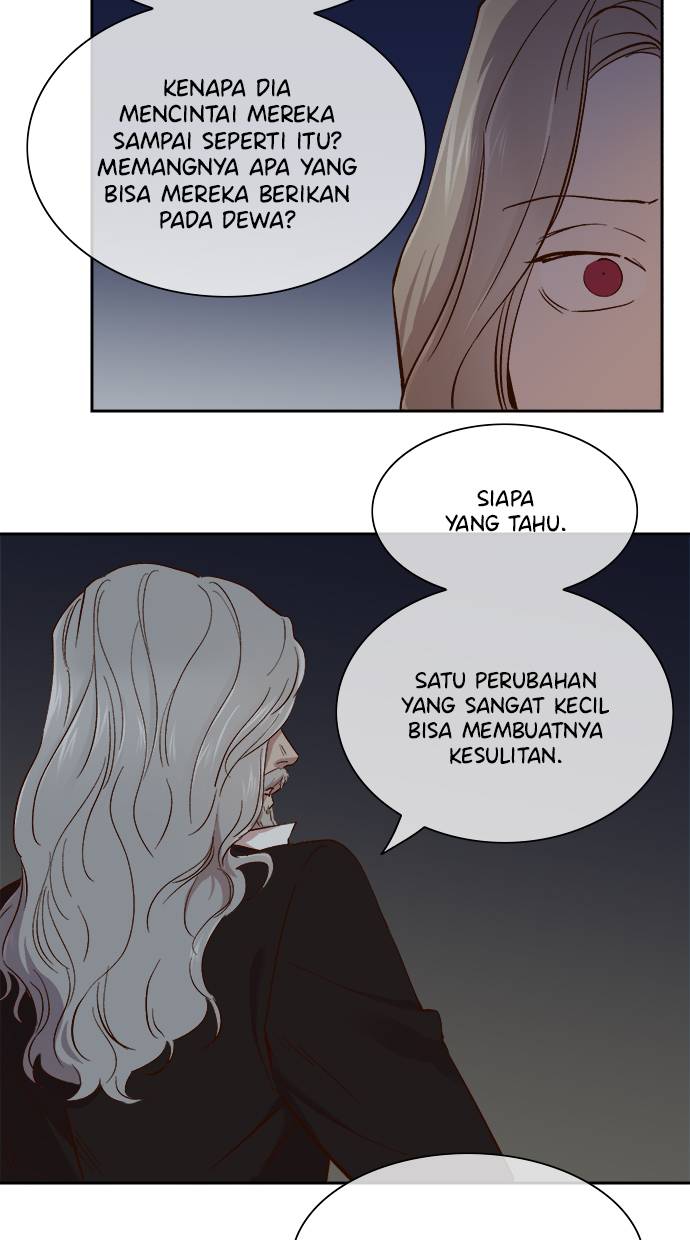 KENAPA DIA
MENCINTAI MEREKA
SAMPAI SEPERTI ITU?
MEMANGNYA APA YANG
BISA MEREKA BERIKAN
PADA DEWA?
SIAPA
YANG TAHU.
SATU PERUBAHAN
YANG SANGAT KECIL
BISA MEMBUATNYA
KESULITAN.